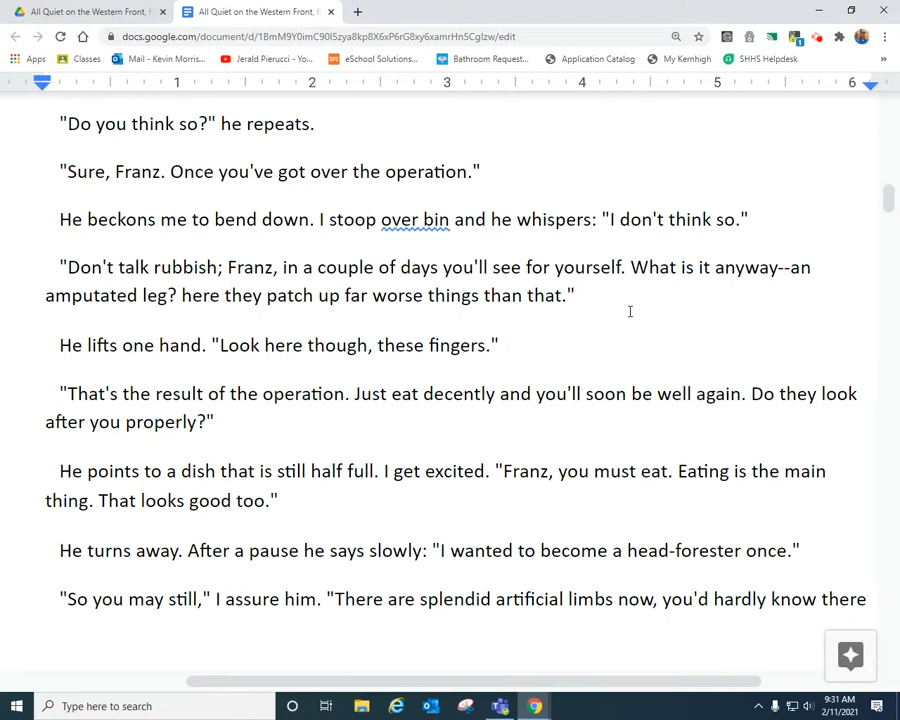 All Quiet on the Western Front, f
All Quiet on the Western Front, f
docs.google.com/document/d/1BmM9Y0imC90I5zya8kp8X6xP6rG8xy6xamrHn5Cglzw/edit
Apps
Classes
Mail - Kevin Morris...
Jerald Pierucci - Yo...
eSchool Solutions...
Bathroom Request...
Application Catalog
My Kernhigh
SHHS Helpdesk
»
1 2 3 4 5 6
"Do you think so?" he repeats.
"Sure, Franz. Once you've got over the operation."
He beckons me to bend down. I stoop over bin and he whispers: "I don't think so."
"Don't talk rubbish; Franz, in a couple of days you'll see for yourself. What is it anyway--an
amputated leg? here they patch up far worse things than that."
He lifts one hand. "Look here though, these fingers."
"That's the result of the operation. Just eat decently and you'll soon be well again. Do they look
after you properly?"
He points to a dish that is still half full. I get excited. "Franz, you must eat. Eating is the main
thing. That looks good too."
He turns away. After a pause he says slowly: "I wanted to become a head-forester once."
"So you may still," I assure him. "There are splendid artificial limbs now, you'd hardly know there
Type here to search
9:31 AM
2/11/2021